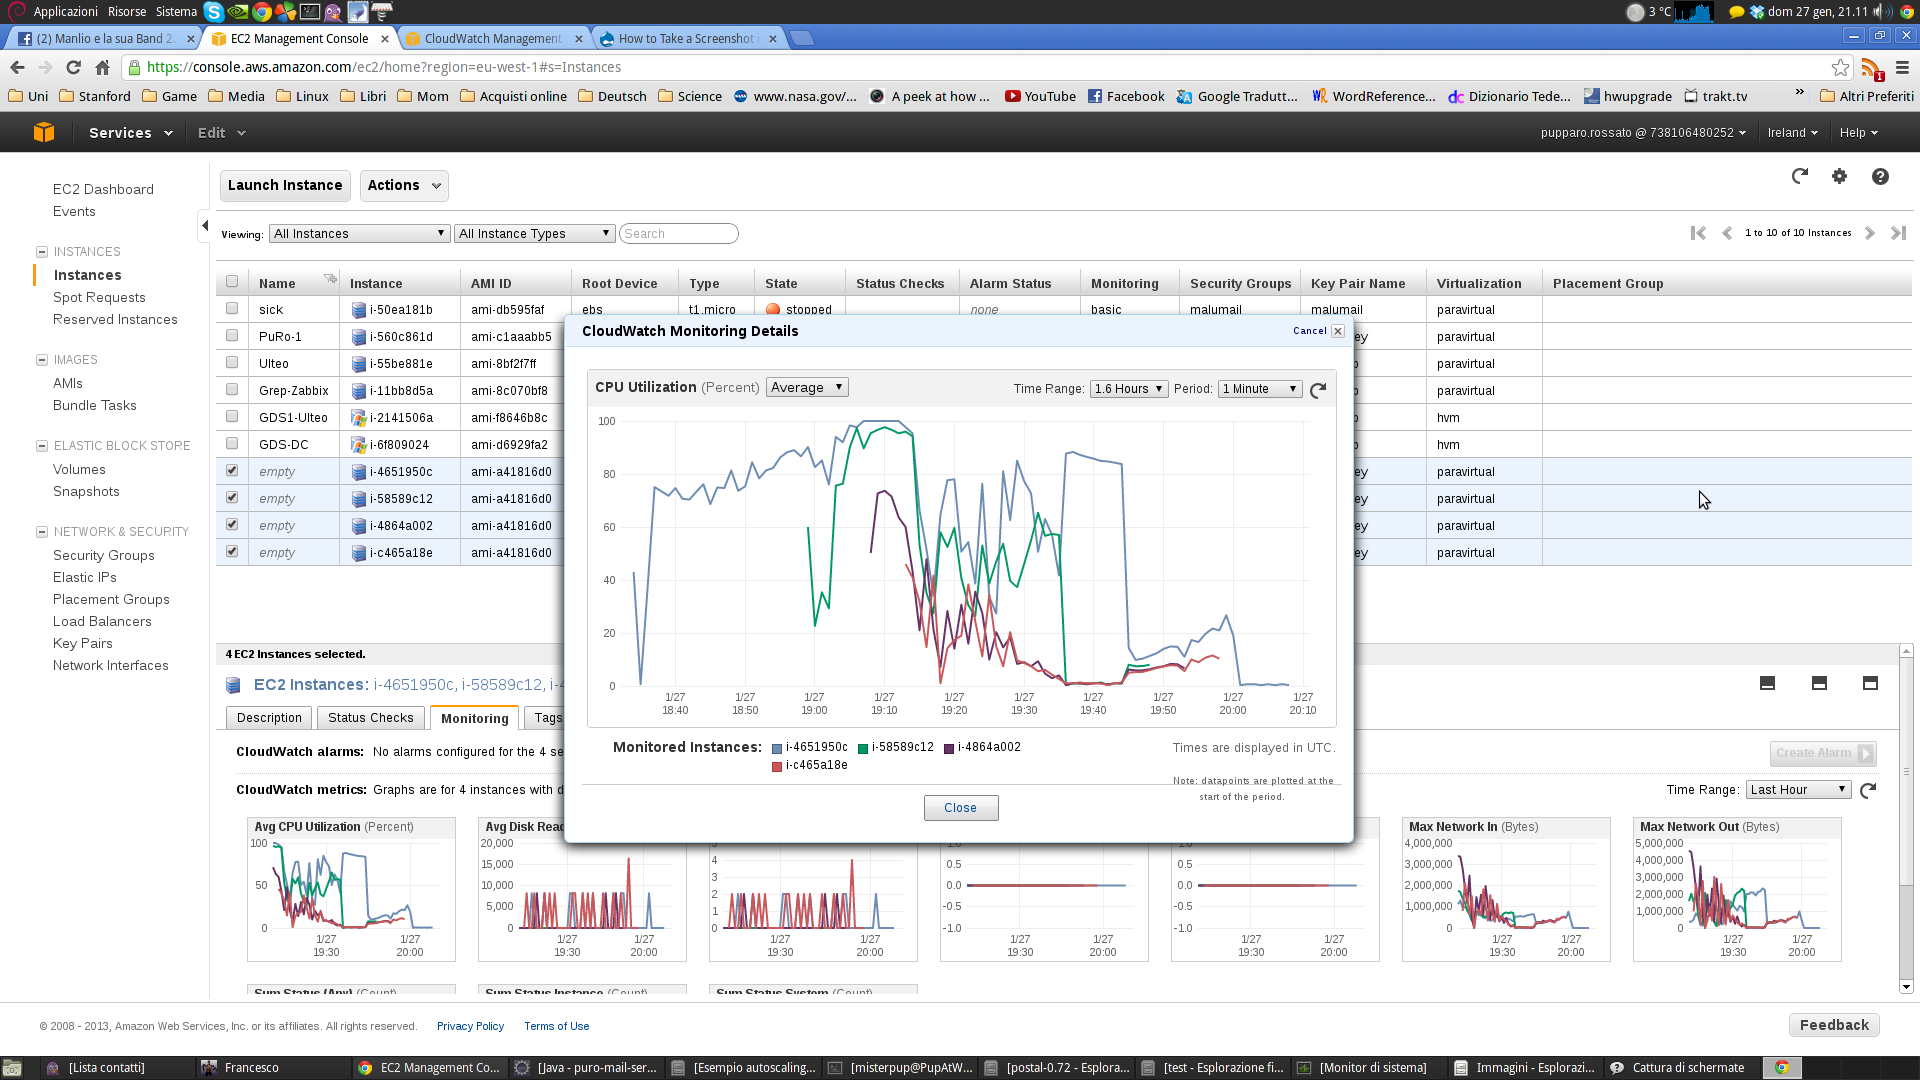 Applicazioni Risorse Sistema 3 °C dom 27 gen, 21.11
(2) Manlio e la sua Band 2. EC2 Management Console CloudWatch Management How to Take a Screenshot
https://console.aws.amazon.com/ec2/home?region=eu-west-1#s=Instances
Uni Stanford Game Media Linux Libri Mom Acquisti online Deutsch Science www.nasa.gov/... A peek at how ... YouTube Facebook Google Tradutt... WordReference... Dizionario Tede... hwupgrade trakt.tv » Altri Preferiti
Services Edit pupparo.rossato @ 738106480252 Ireland Help
EC2 Dashboard
Events
INSTANCES
Instances
Spot Requests
Reserved Instances
IMAGES
AMIs
Bundle Tasks
ELASTIC BLOCK STORE
Volumes
Snapshots
NETWORK & SECURITY
Security Groups
Elastic IPs
Placement Groups
Load Balancers
Key Pairs
Network Interfaces
Launch Instance Actions
Viewing: All Instances All Instance Types Search 1 to 10 of 10 Instances
Name Instance AMI ID Root Device Type State Status Checks Alarm Status Monitoring Security Groups Key Pair Name Virtualization Placement Group
sick i-50ea181b ami-db595faf ebs t1.micro stopped none basic malumail malumail paravirtual
PuRo-1 i-560c861d ami-c1aaabb5 ey paravirtual
Ulteo i-55be881e ami-8bf2f7ff paravirtual
Grep-Zabbix i-11bb8d5a ami-8c070bf8 paravirtual
GDS1-Ulteo i-2141506a ami-f8646b8c hvm
GDS-DC i-6f809024 ami-d6929fa2 hvm
empty i-4651950c ami-a41816d0 ey paravirtual
empty i-58589c12 ami-a41816d0 ey paravirtual
empty i-4864a002 ami-a41816d0 ey paravirtual
empty i-c465a18e ami-a41816d0 ey paravirtual
CloudWatch Monitoring Details Cancel
CPU Utilization (Percent) Average Time Range: 1.6 Hours Period: 1 Minute
100
80
60
40
20
0
1/27 1/27 1/27 1/27 1/27 1/27 1/27 1/27 1/27 1/27
18:40 18:50 19:00 19:10 19:20 19:30 19:40 19:50 20:00 20:10
Monitored Instances: i-4651950c i-58589c12 i-4864a002
i-c465a18e
Times are displayed in UTC.
Note: datapoints are plotted at the
start of the period.
Close
4 EC2 Instances selected.
EC2 Instances: i-4651950c, i-58589c12, i-4
Description Status Checks Monitoring Tags
CloudWatch alarms: No alarms configured for the 4 se Create Alarm
CloudWatch metrics: Graphs are for 4 instances with d Time Range: Last Hour
Avg CPU Utilization (Percent)
100
50
0
1/27 1/27
19:30 20:00
Avg Disk Read
20,000
15,000
10,000
5,000
0
1/27 1/27
19:30 20:00
5
4
3
2
1
0
1/27 1/27
19:30 20:00
1.0
0.5
0.0
-0.5
-1.0
1/27 1/27
19:30 20:00
1.0
0.5
0.0
-0.5
-1.0
1/27 1/27
19:30 20:00
Max Network In (Bytes)
4,000,000
3,000,000
2,000,000
1,000,000
0
1/27 1/27
19:30 20:00
Max Network Out (Bytes)
5,000,000
4,000,000
3,000,000
2,000,000
1,000,000
0
1/27 1/27
19:30 20:00
Sum Status (Any) (Count) Sum Status Instance (Count) Sum Status System (Count)
© 2008 - 2013, Amazon Web Services, Inc. or its affiliates. All rights reserved. Privacy Policy Terms of Use Feedback
[Lista contatti] Francesco EC2 Management Co... [Java - puro-mail-ser... [Esempio autoscaling... [misterpup@PupAtW... [postal-0.72 - Esplora... [test - Esplorazione fi... [Monitor di sistema] Immagini - Esplorazi... Cattura di schermate